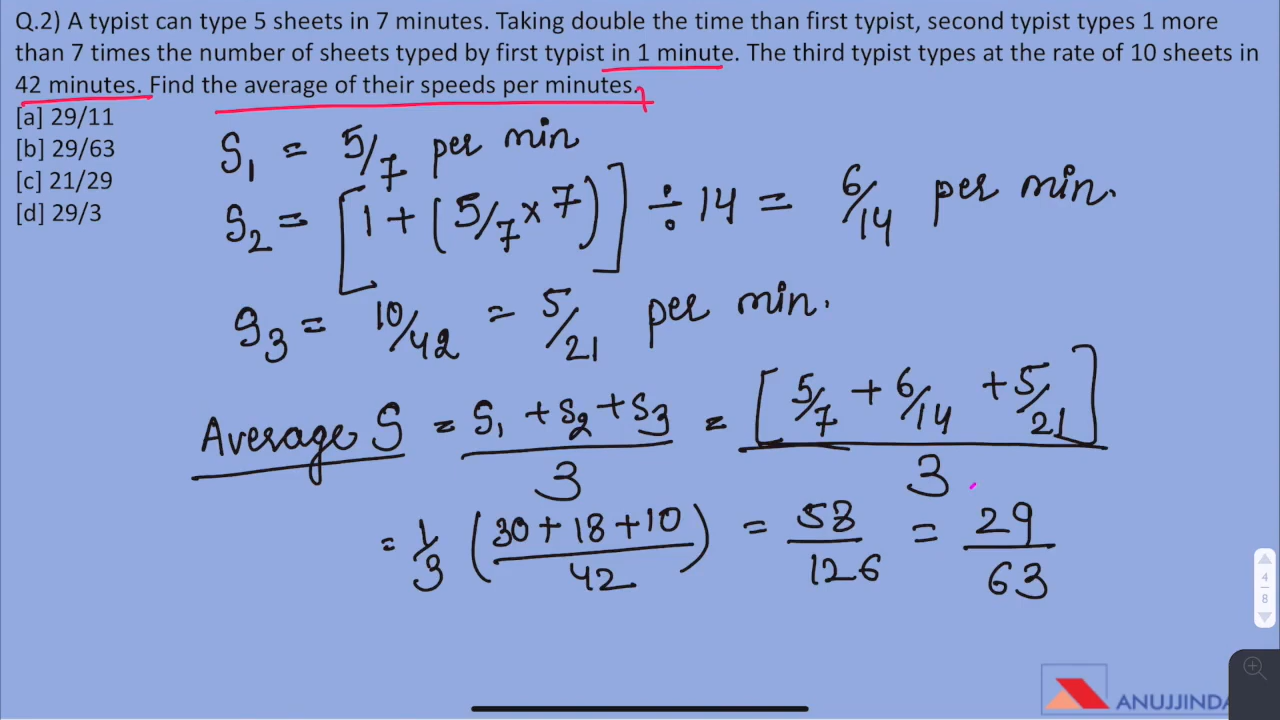 Q.2) A typist can type 5 sheets in 7 minutes. Taking double the time than first typist, second typist types 1 more
than 7 times the number of sheets typed by first typist in 1 minute. The third typist types at the rate of 10 sheets in
42 minutes. Find the average of their speeds per minutes.
[a] 29/11
[b] 29/63
[c] 21/29
[d] 29/3
S1 = 5/7 per min
S2 = [1 + (5/7 × 7)] ÷ 14 = 6/14 per min.
S3 = 10/42 = 5/21 per min.
Average S = S1 + S2 + S3 / 3 = [5/7 + 6/14 + 5/21] / 3
= 1/3 (30 + 18 + 10 / 42) = 58/126 = 29/63
4
8
ANUJJINDA